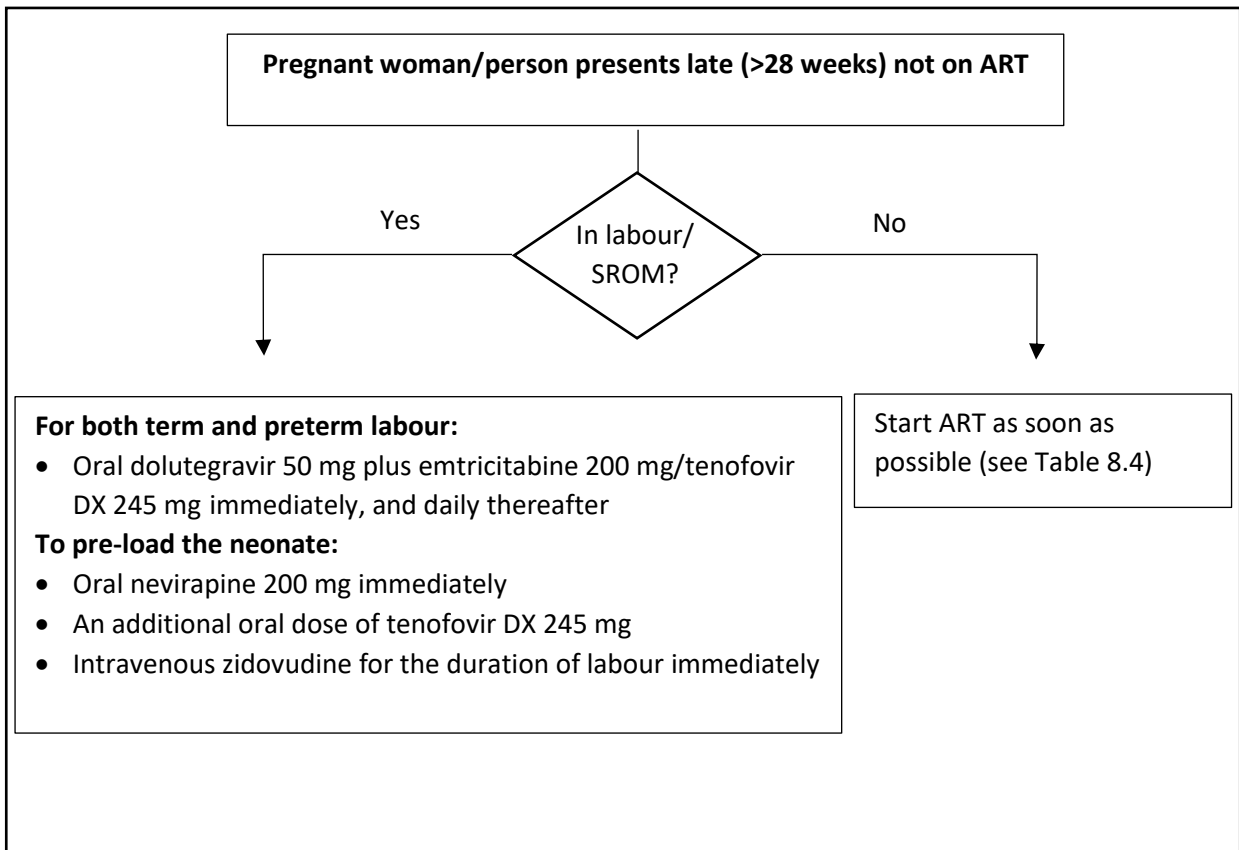 Pregnant woman/person presents late (>28 weeks) not on ART
Yes
In labour/
SROM?
No
For both term and preterm labour:
• Oral dolutegravir 50 mg plus emtricitabine 200 mg/tenofovir
DX 245 mg immediately, and daily thereafter
To pre-load the neonate:
• Oral nevirapine 200 mg immediately
• An additional oral dose of tenofovir DX 245 mg
• Intravenous zidovudine for the duration of labour immediately
Start ART as soon as
possible (see Table 8.4)